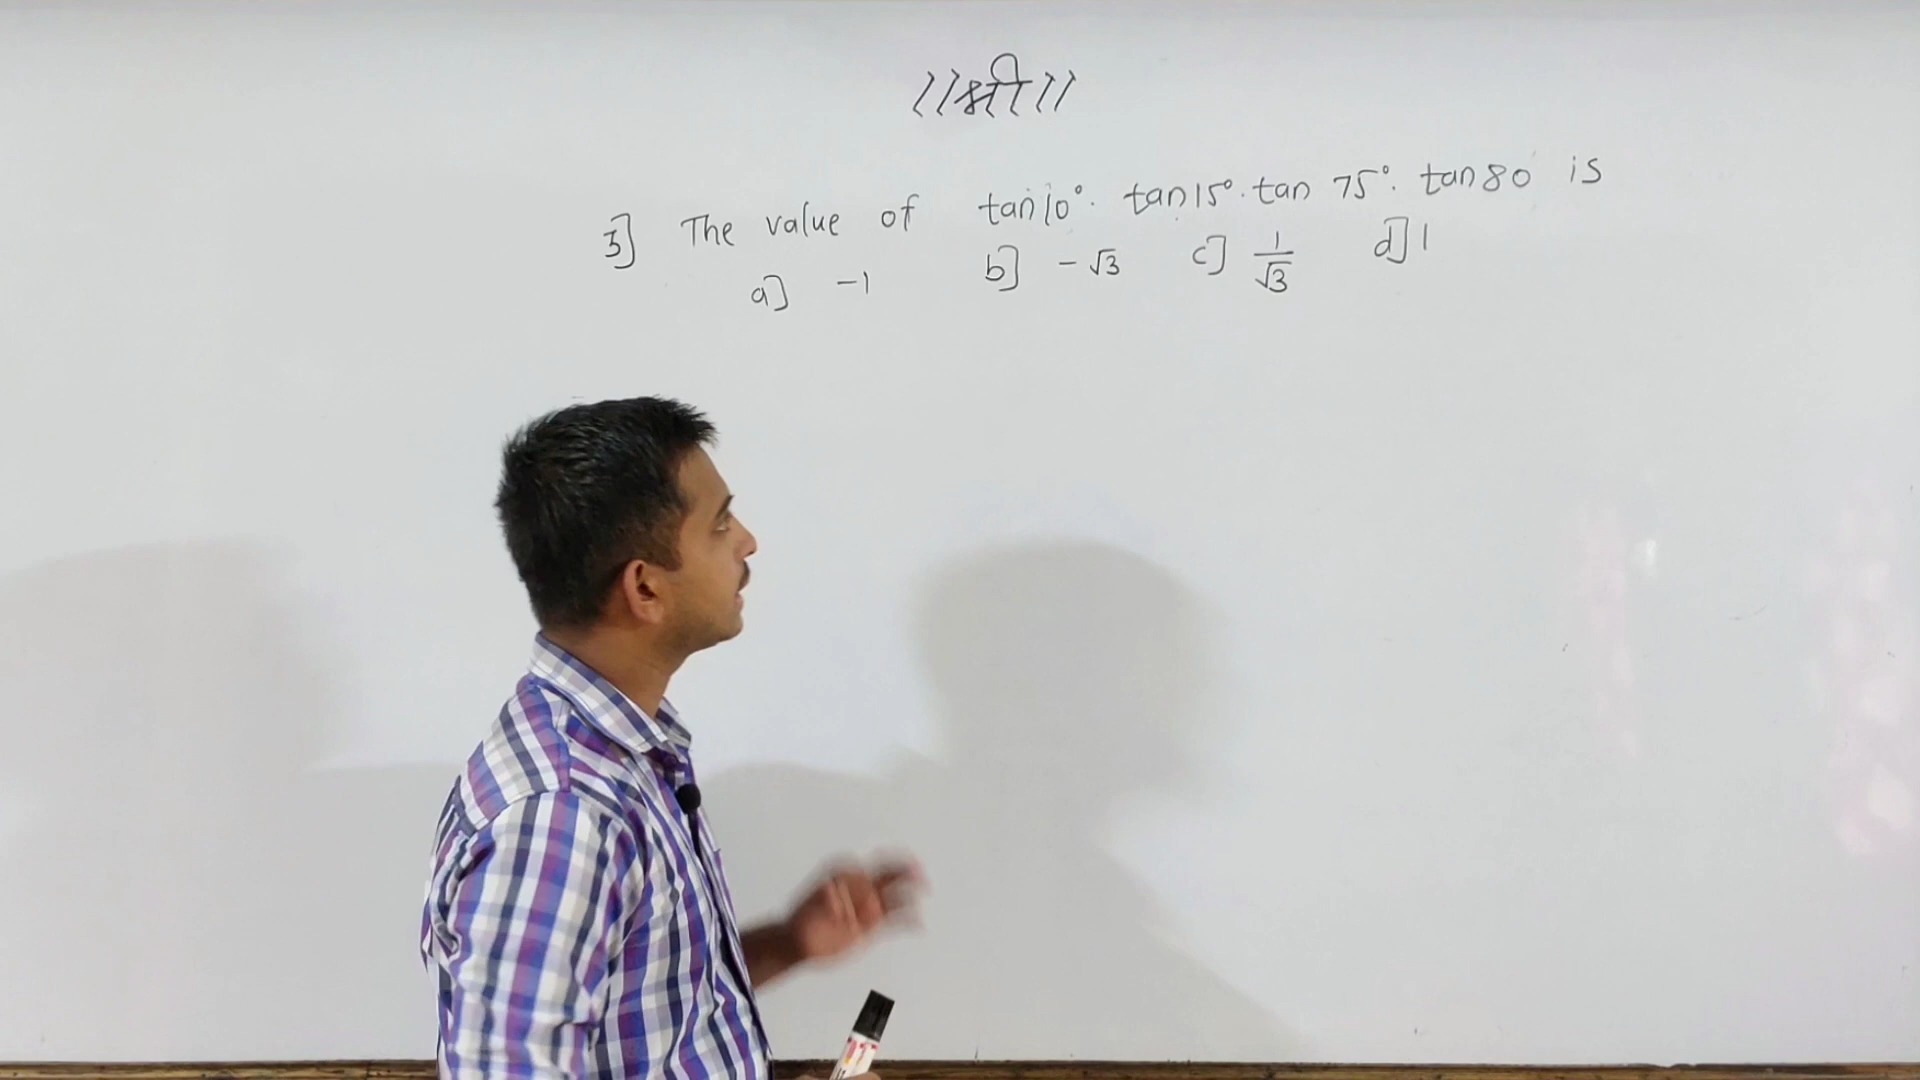 ॥श्री॥
3] The value of tan10°. tan15°. tan 75°. tan80 is
a] -1 b] -√3 c] 1/√3 d] 1